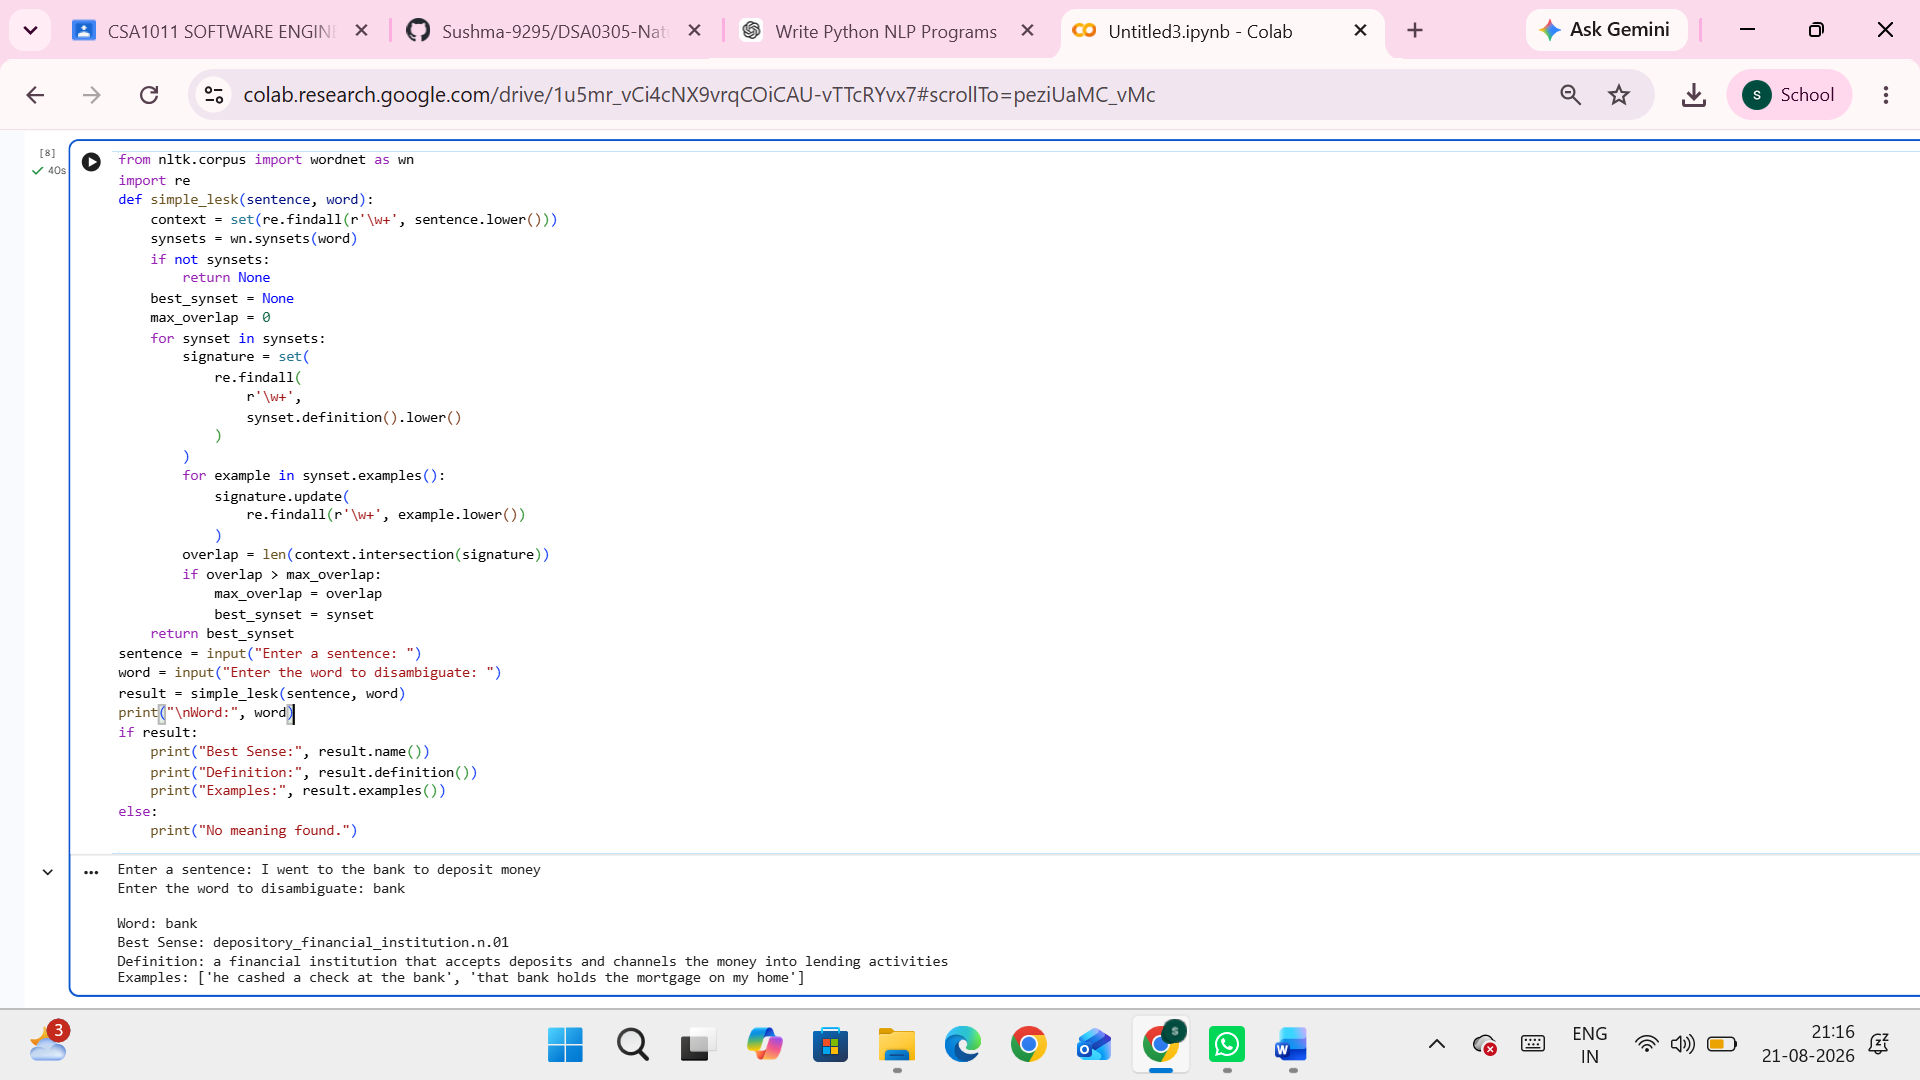 CSA1011 SOFTWARE ENGIN
Sushma-9295/DSA0305-Nat
Write Python NLP Programs
Untitled3.ipynb - Colab
Ask Gemini
colab.research.google.com/drive/1u5mr_vCi4cNX9vrqCOiCAU-vTTcRYvx7#scrollTo=peziUaMC_vMc
S School
[8]
40s
from nltk.corpus import wordnet as wn
import re
def simple_lesk(sentence, word):
    context = set(re.findall(r'\w+', sentence.lower()))
    synsets = wn.synsets(word)
    if not synsets:
        return None
    best_synset = None
    max_overlap = 0
    for synset in synsets:
        signature = set(
            re.findall(
                r'\w+',
                synset.definition().lower()
            )
        )
        for example in synset.examples():
            signature.update(
                re.findall(r'\w+', example.lower())
            )
        overlap = len(context.intersection(signature))
        if overlap > max_overlap:
            max_overlap = overlap
            best_synset = synset
    return best_synset
sentence = input("Enter a sentence: ")
word = input("Enter the word to disambiguate: ")
result = simple_lesk(sentence, word)
print("\nWord:", word)
if result:
    print("Best Sense:", result.name())
    print("Definition:", result.definition())
    print("Examples:", result.examples())
else:
    print("No meaning found.")
Enter a sentence: I went to the bank to deposit money
Enter the word to disambiguate: bank
Word: bank
Best Sense: depository_financial_institution.n.01
Definition: a financial institution that accepts deposits and channels the money into lending activities
Examples: ['he cashed a check at the bank', 'that bank holds the mortgage on my home']
3
ENG
IN
21:16
21-08-2026